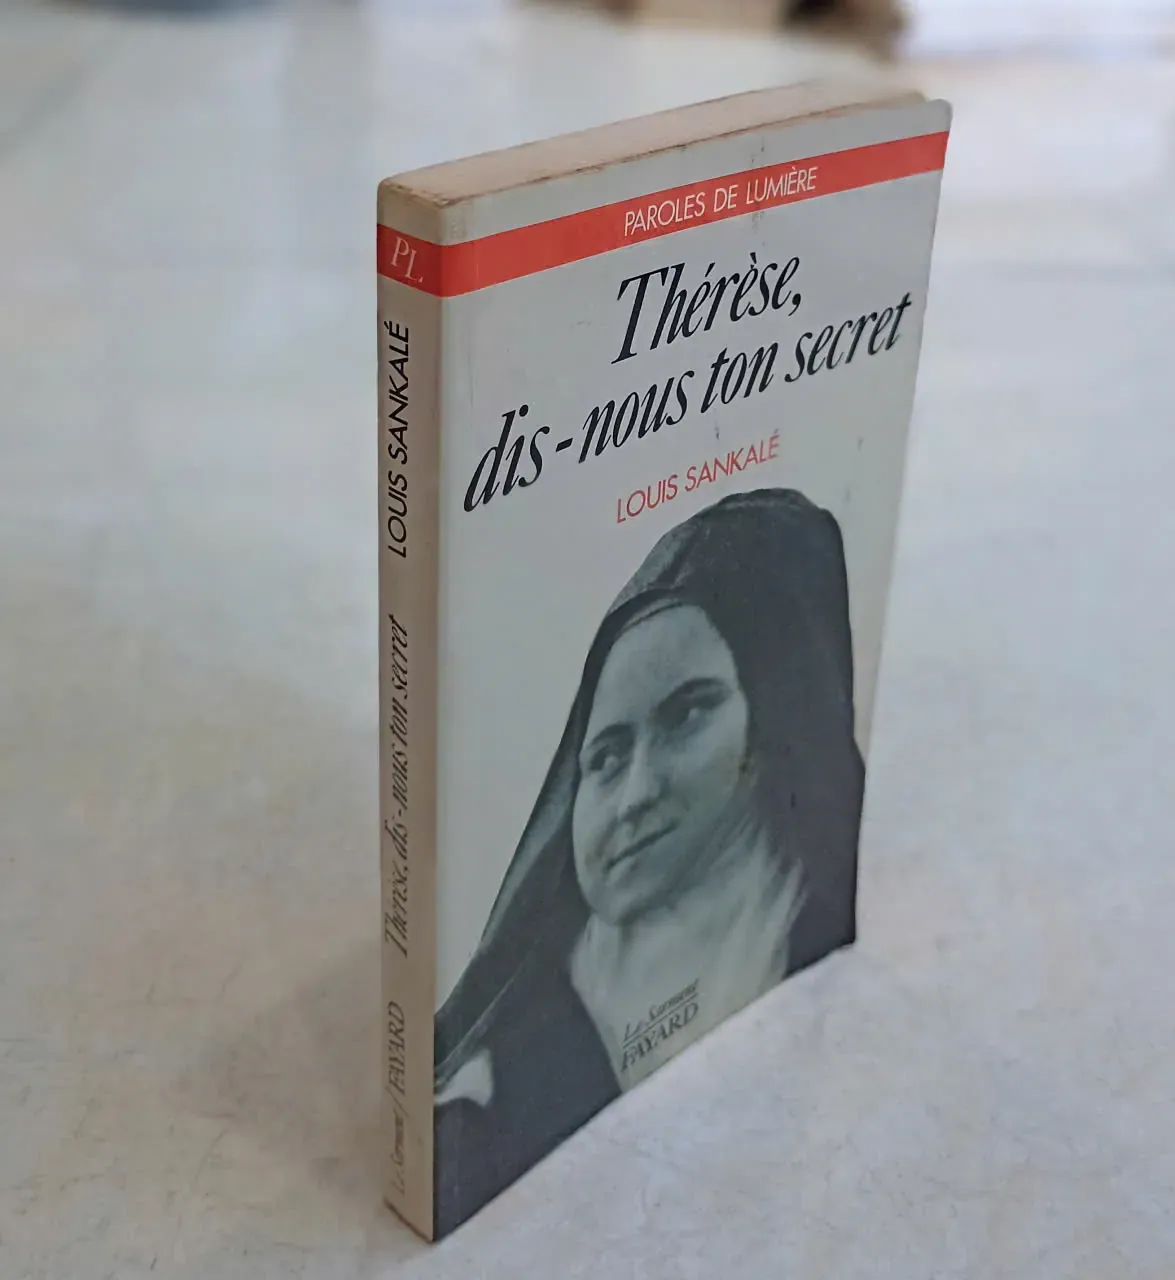 PAROLES DE LUMIÈRE
Thérèse,
dis-nous ton secret
LOUIS SANKALÉ
Le Sarment
FAYARD
PL
LOUIS SANKALÉ
Thérèse, dis-nous ton secret
Le Sarment / FAYARD